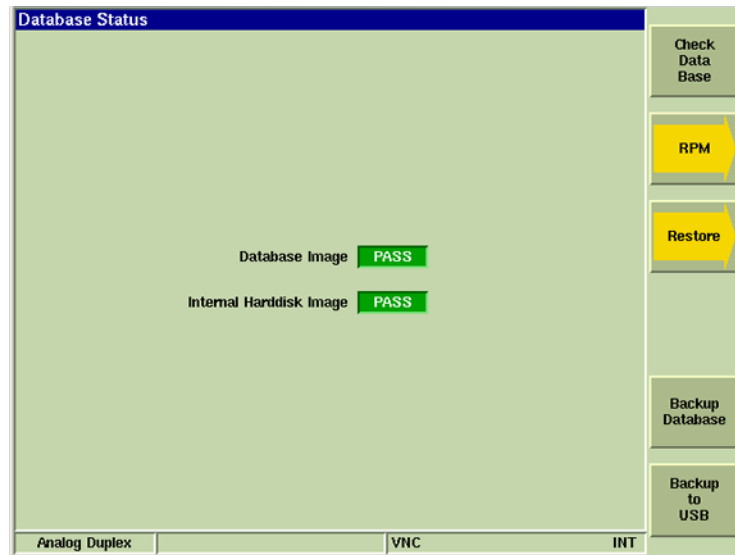 Database Status
Check
Data
Base
RPM
Restore
Database Image PASS
Internal Harddisk Image PASS
Backup
Database
Backup
to
USB
Analog Duplex VNC INT